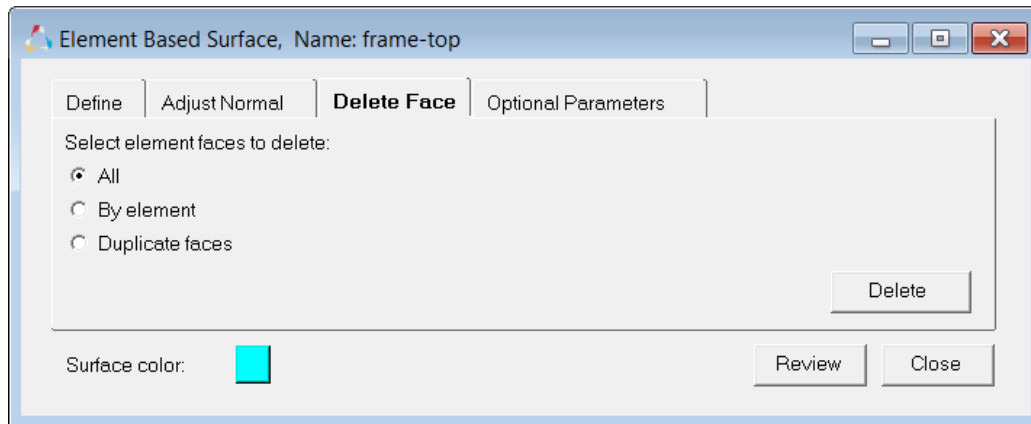 Element Based Surface, Name: frame-top
Define Adjust Normal Delete Face Optional Parameters
Select element faces to delete:
All
By element
Duplicate faces
Delete
Surface color: Review Close